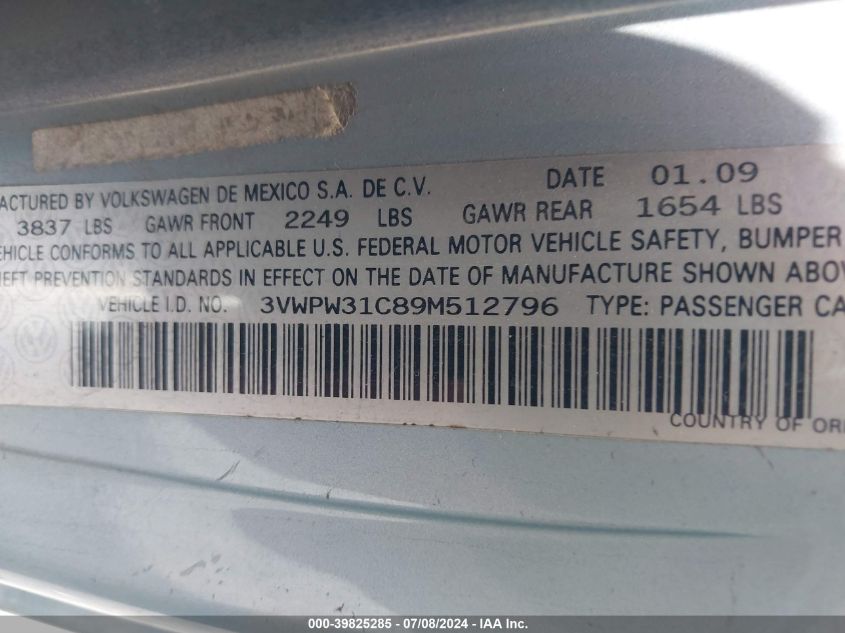 ACTURED BY VOLKSWAGEN DE MEXICO S.A. DE C.V. DATE 01.09
3837 LBS GAWR FRONT 2249 LBS GAWR REAR 1654 LBS
EHICLE CONFORMS TO ALL APPLICABLE U.S. FEDERAL MOTOR VEHICLE SAFETY, BUMPER
HEFT PREVENTION STANDARDS IN EFFECT ON THE DATE OF MANUFACTURE SHOWN ABOV
VEHICLE I.D. NO. 3VWPW31C89M512796 TYPE: PASSENGER CA
COUNTRY OF ORI
000-39825285 - 07/08/2024 - IAA Inc.